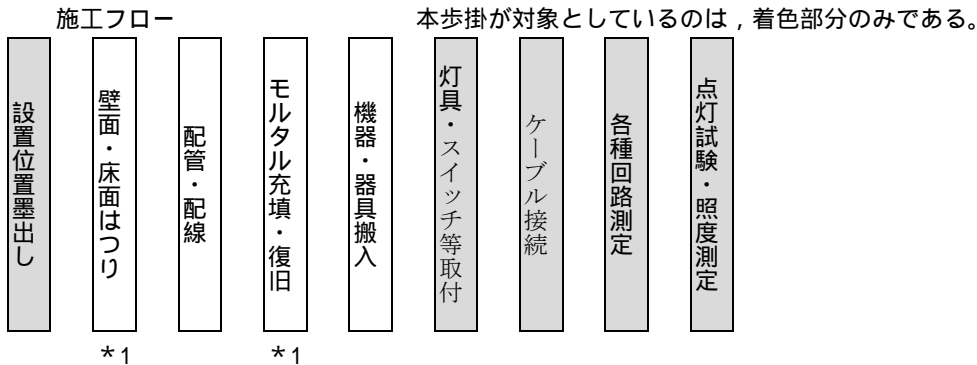 施工フロー
本歩掛が対象としているのは，着色部分のみである。
設置位置墨出し
壁面・床面はつり
配管・配線
モルタル充填・復旧
機器・器具搬入
灯具・スイッチ等取付
ケーブル接続
各種回路測定
点灯試験・照度測定
＊1
＊1